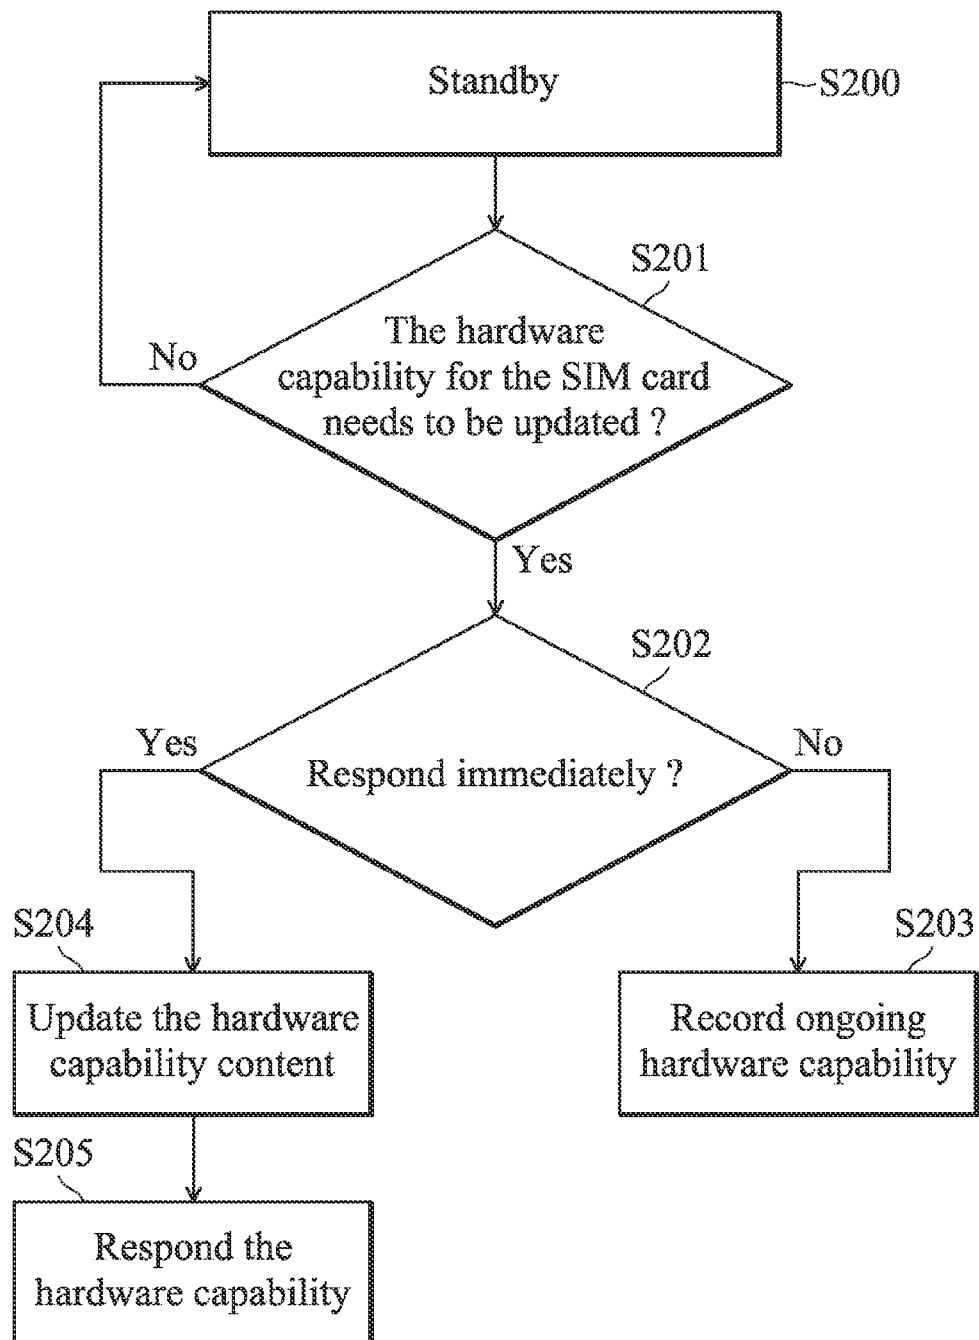 Standby
S200
S201
The hardware
capability for the SIM card
needs to be updated ?
No
Yes
S202
Yes
Respond immediately ?
No
S204
S203
Update the hardware
capability content
Record ongoing
hardware capability
S205
Respond the
hardware capability